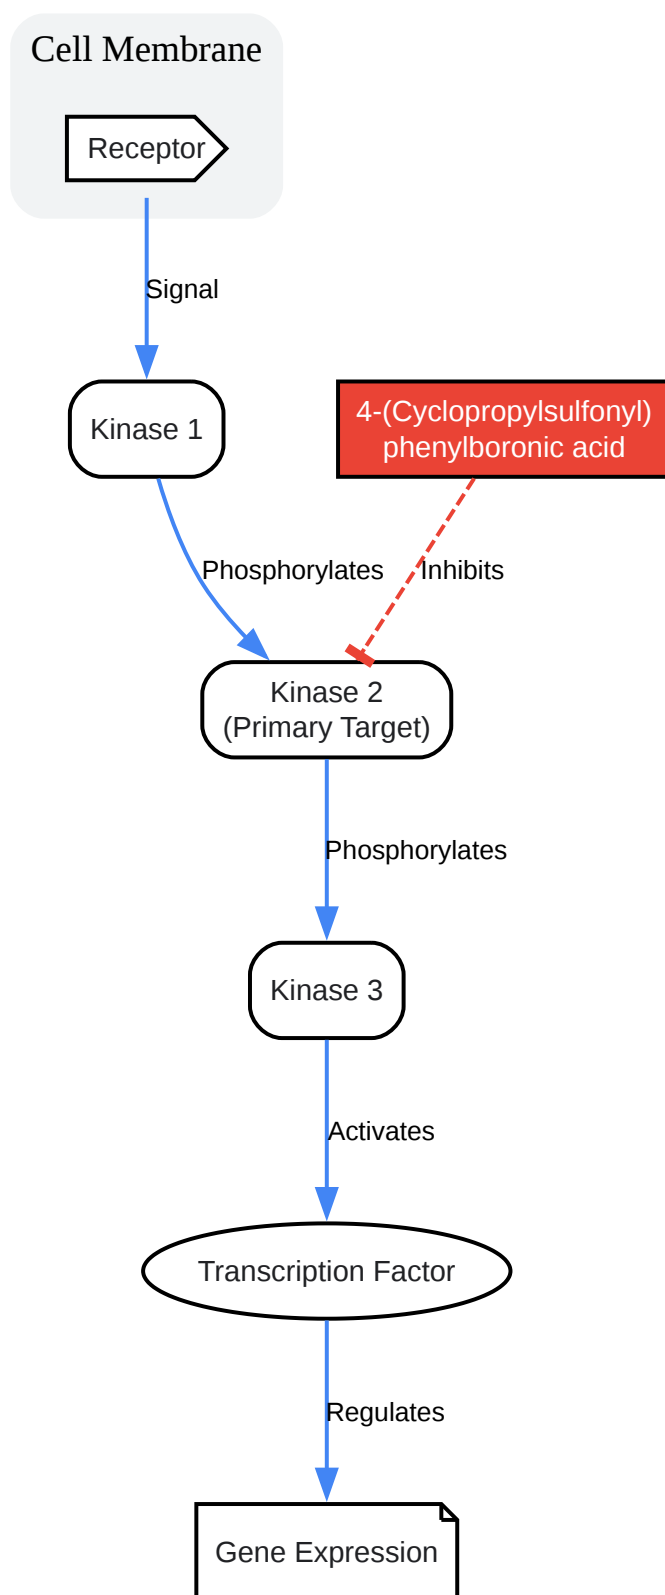 Cell Membrane
Receptor
Signal
Kinase 1
4-(Cyclopropylsulfonyl)
phenylboronic acid
Phosphorylates
Inhibits
Kinase 2
(Primary Target)
Phosphorylates
Kinase 3
Activates
Transcription Factor
Regulates
Gene Expression